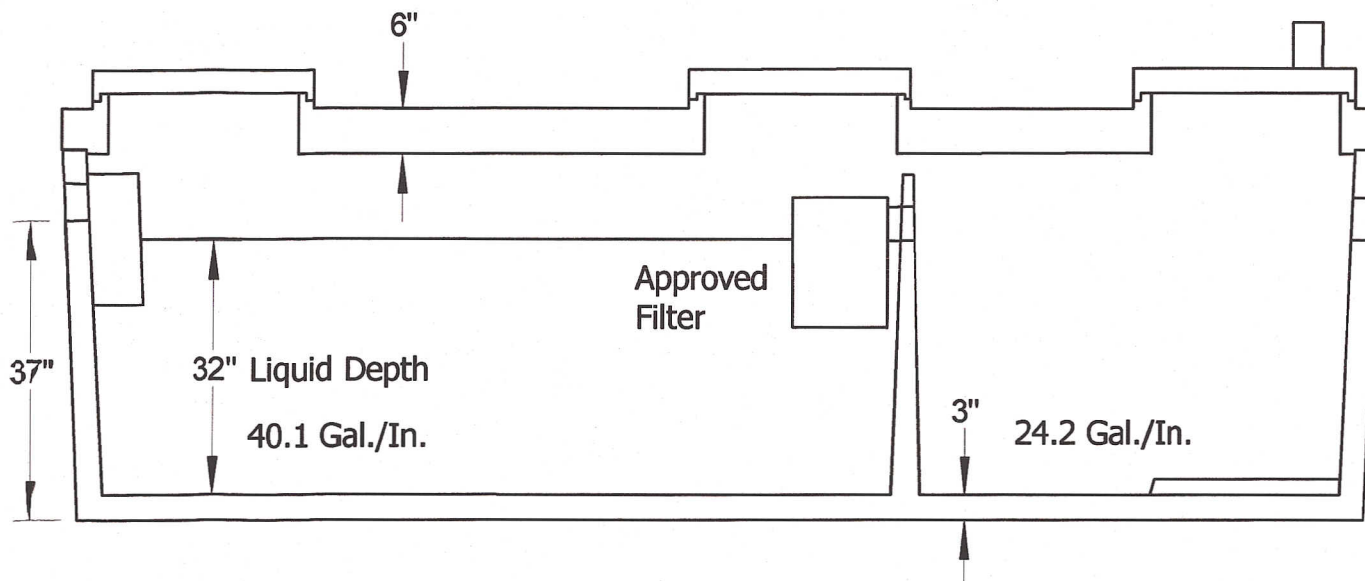 6"
Approved
Filter
37"
32" Liquid Depth
3"
40.1 Gal./In.
24.2 Gal./In.